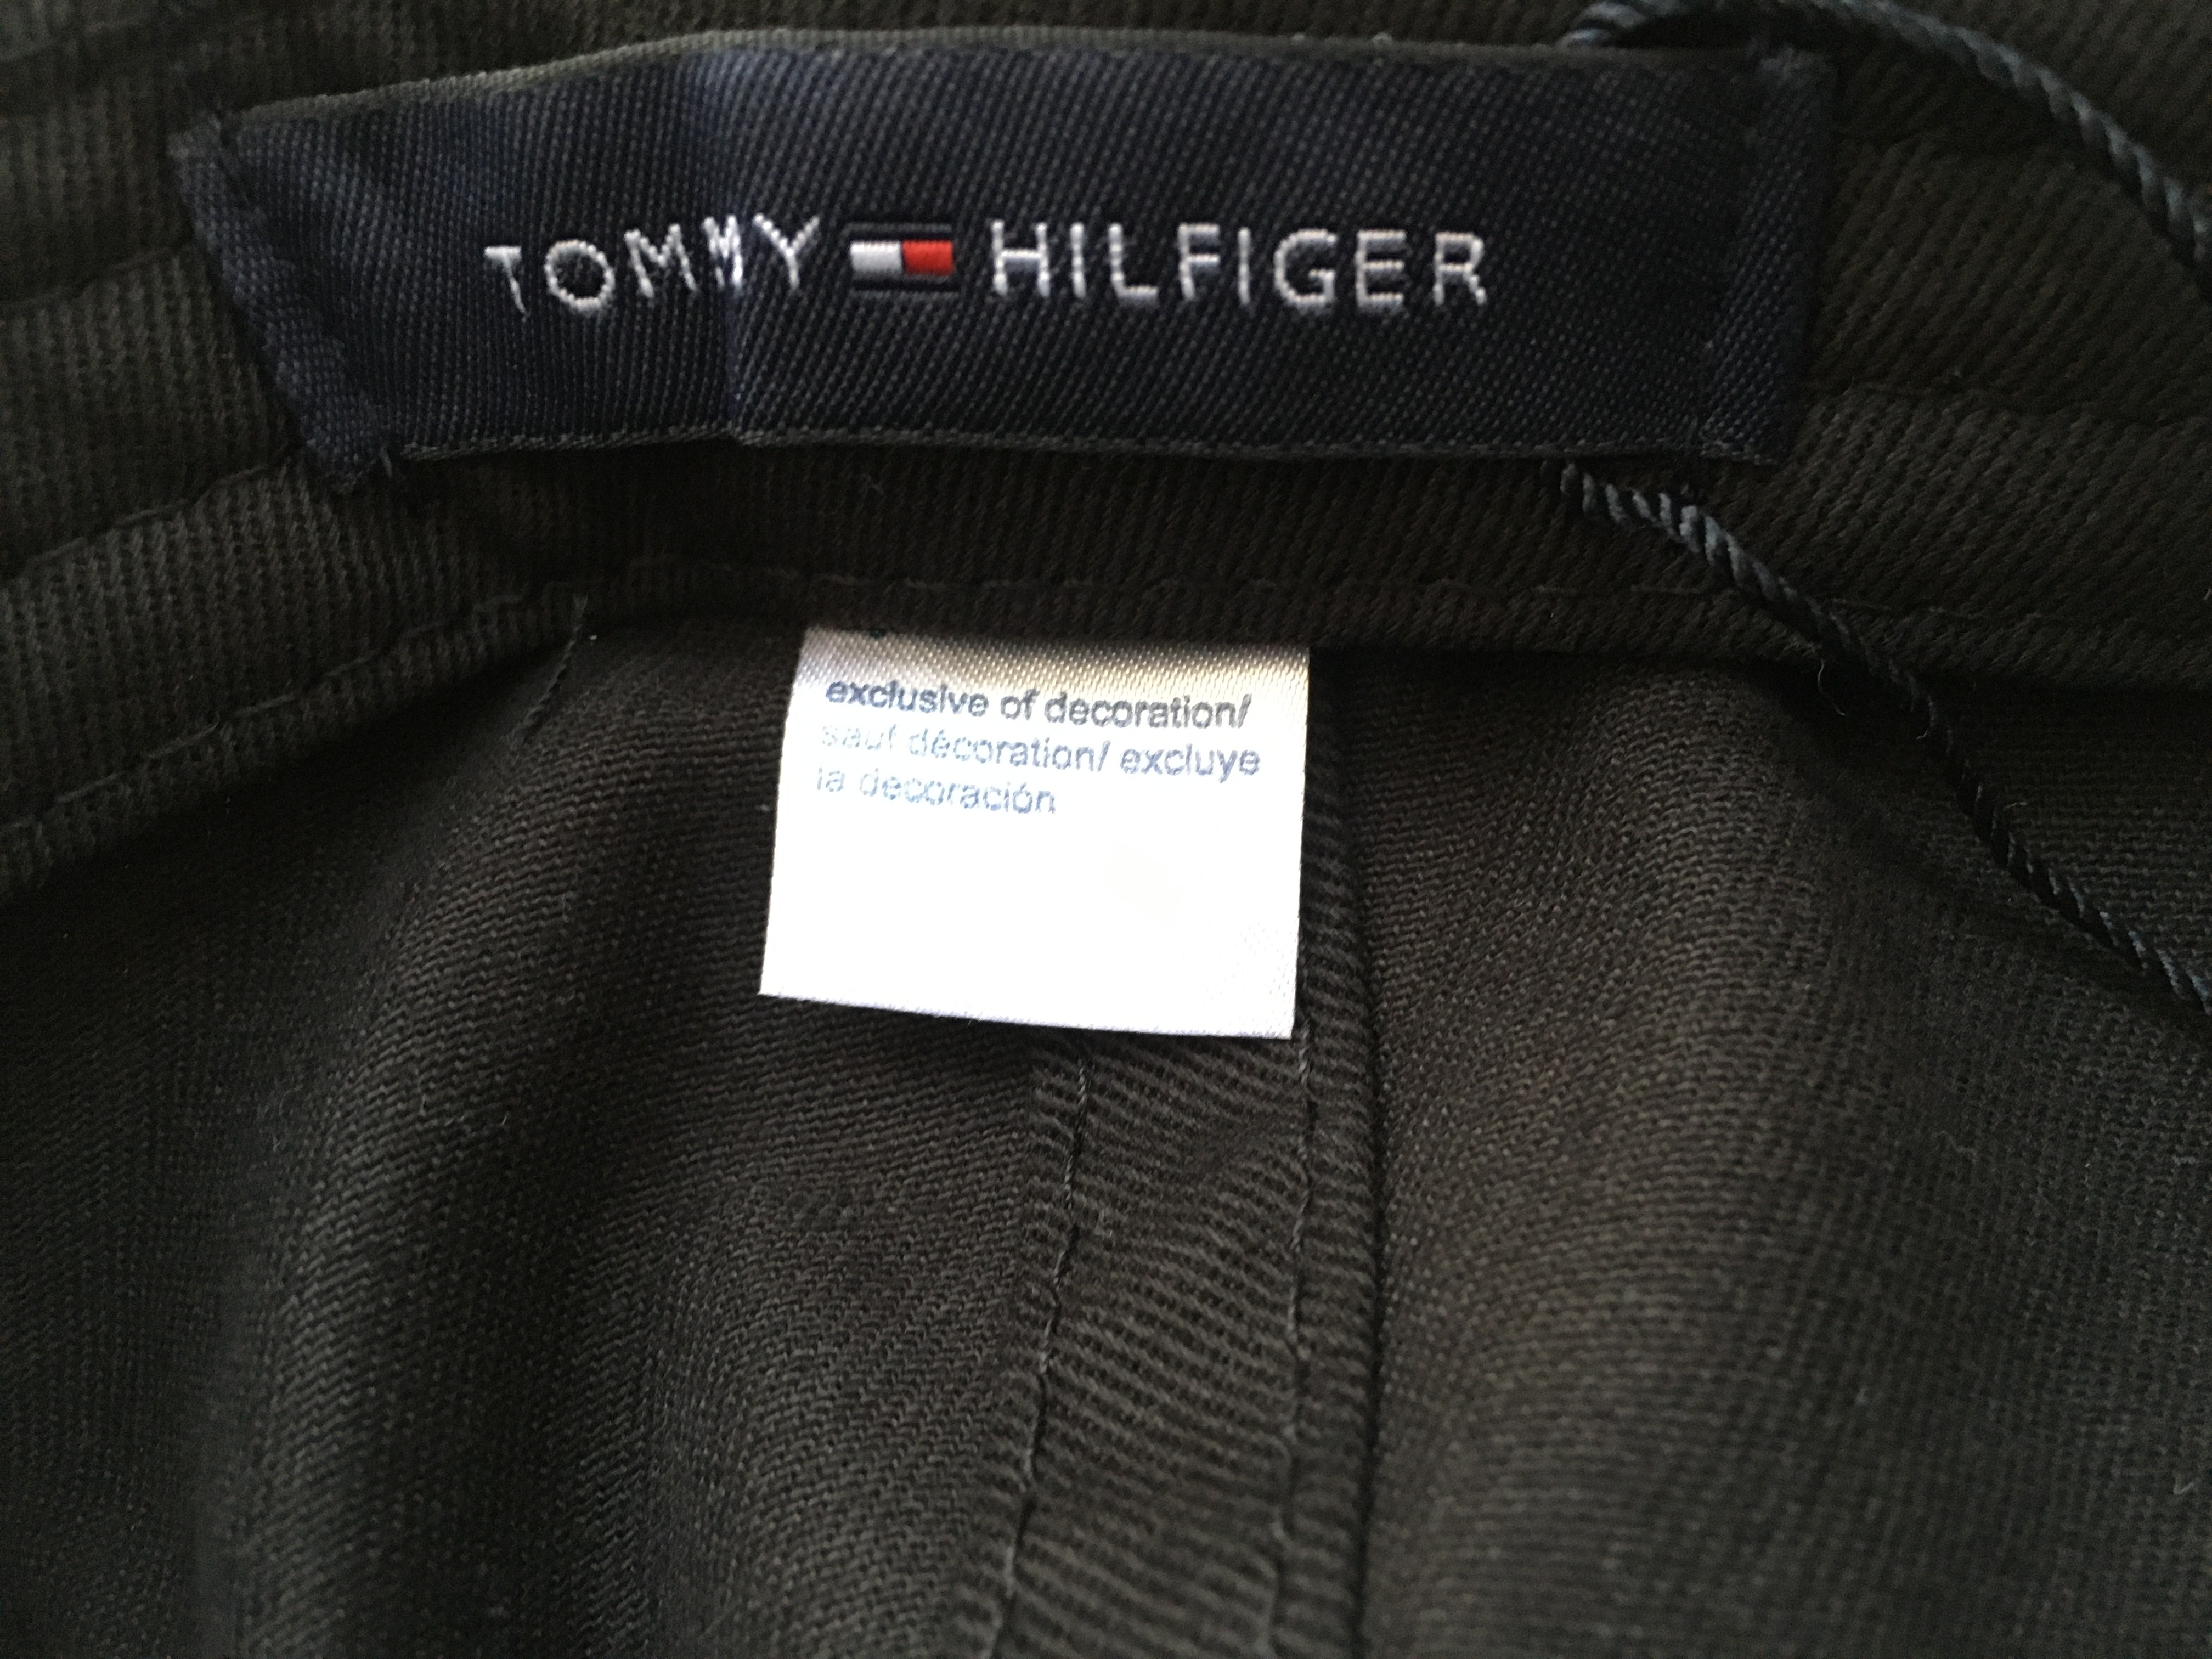 TOMMY HILFIGER
exclusive of decoration/
sauf décoration/ excluye
la decoración